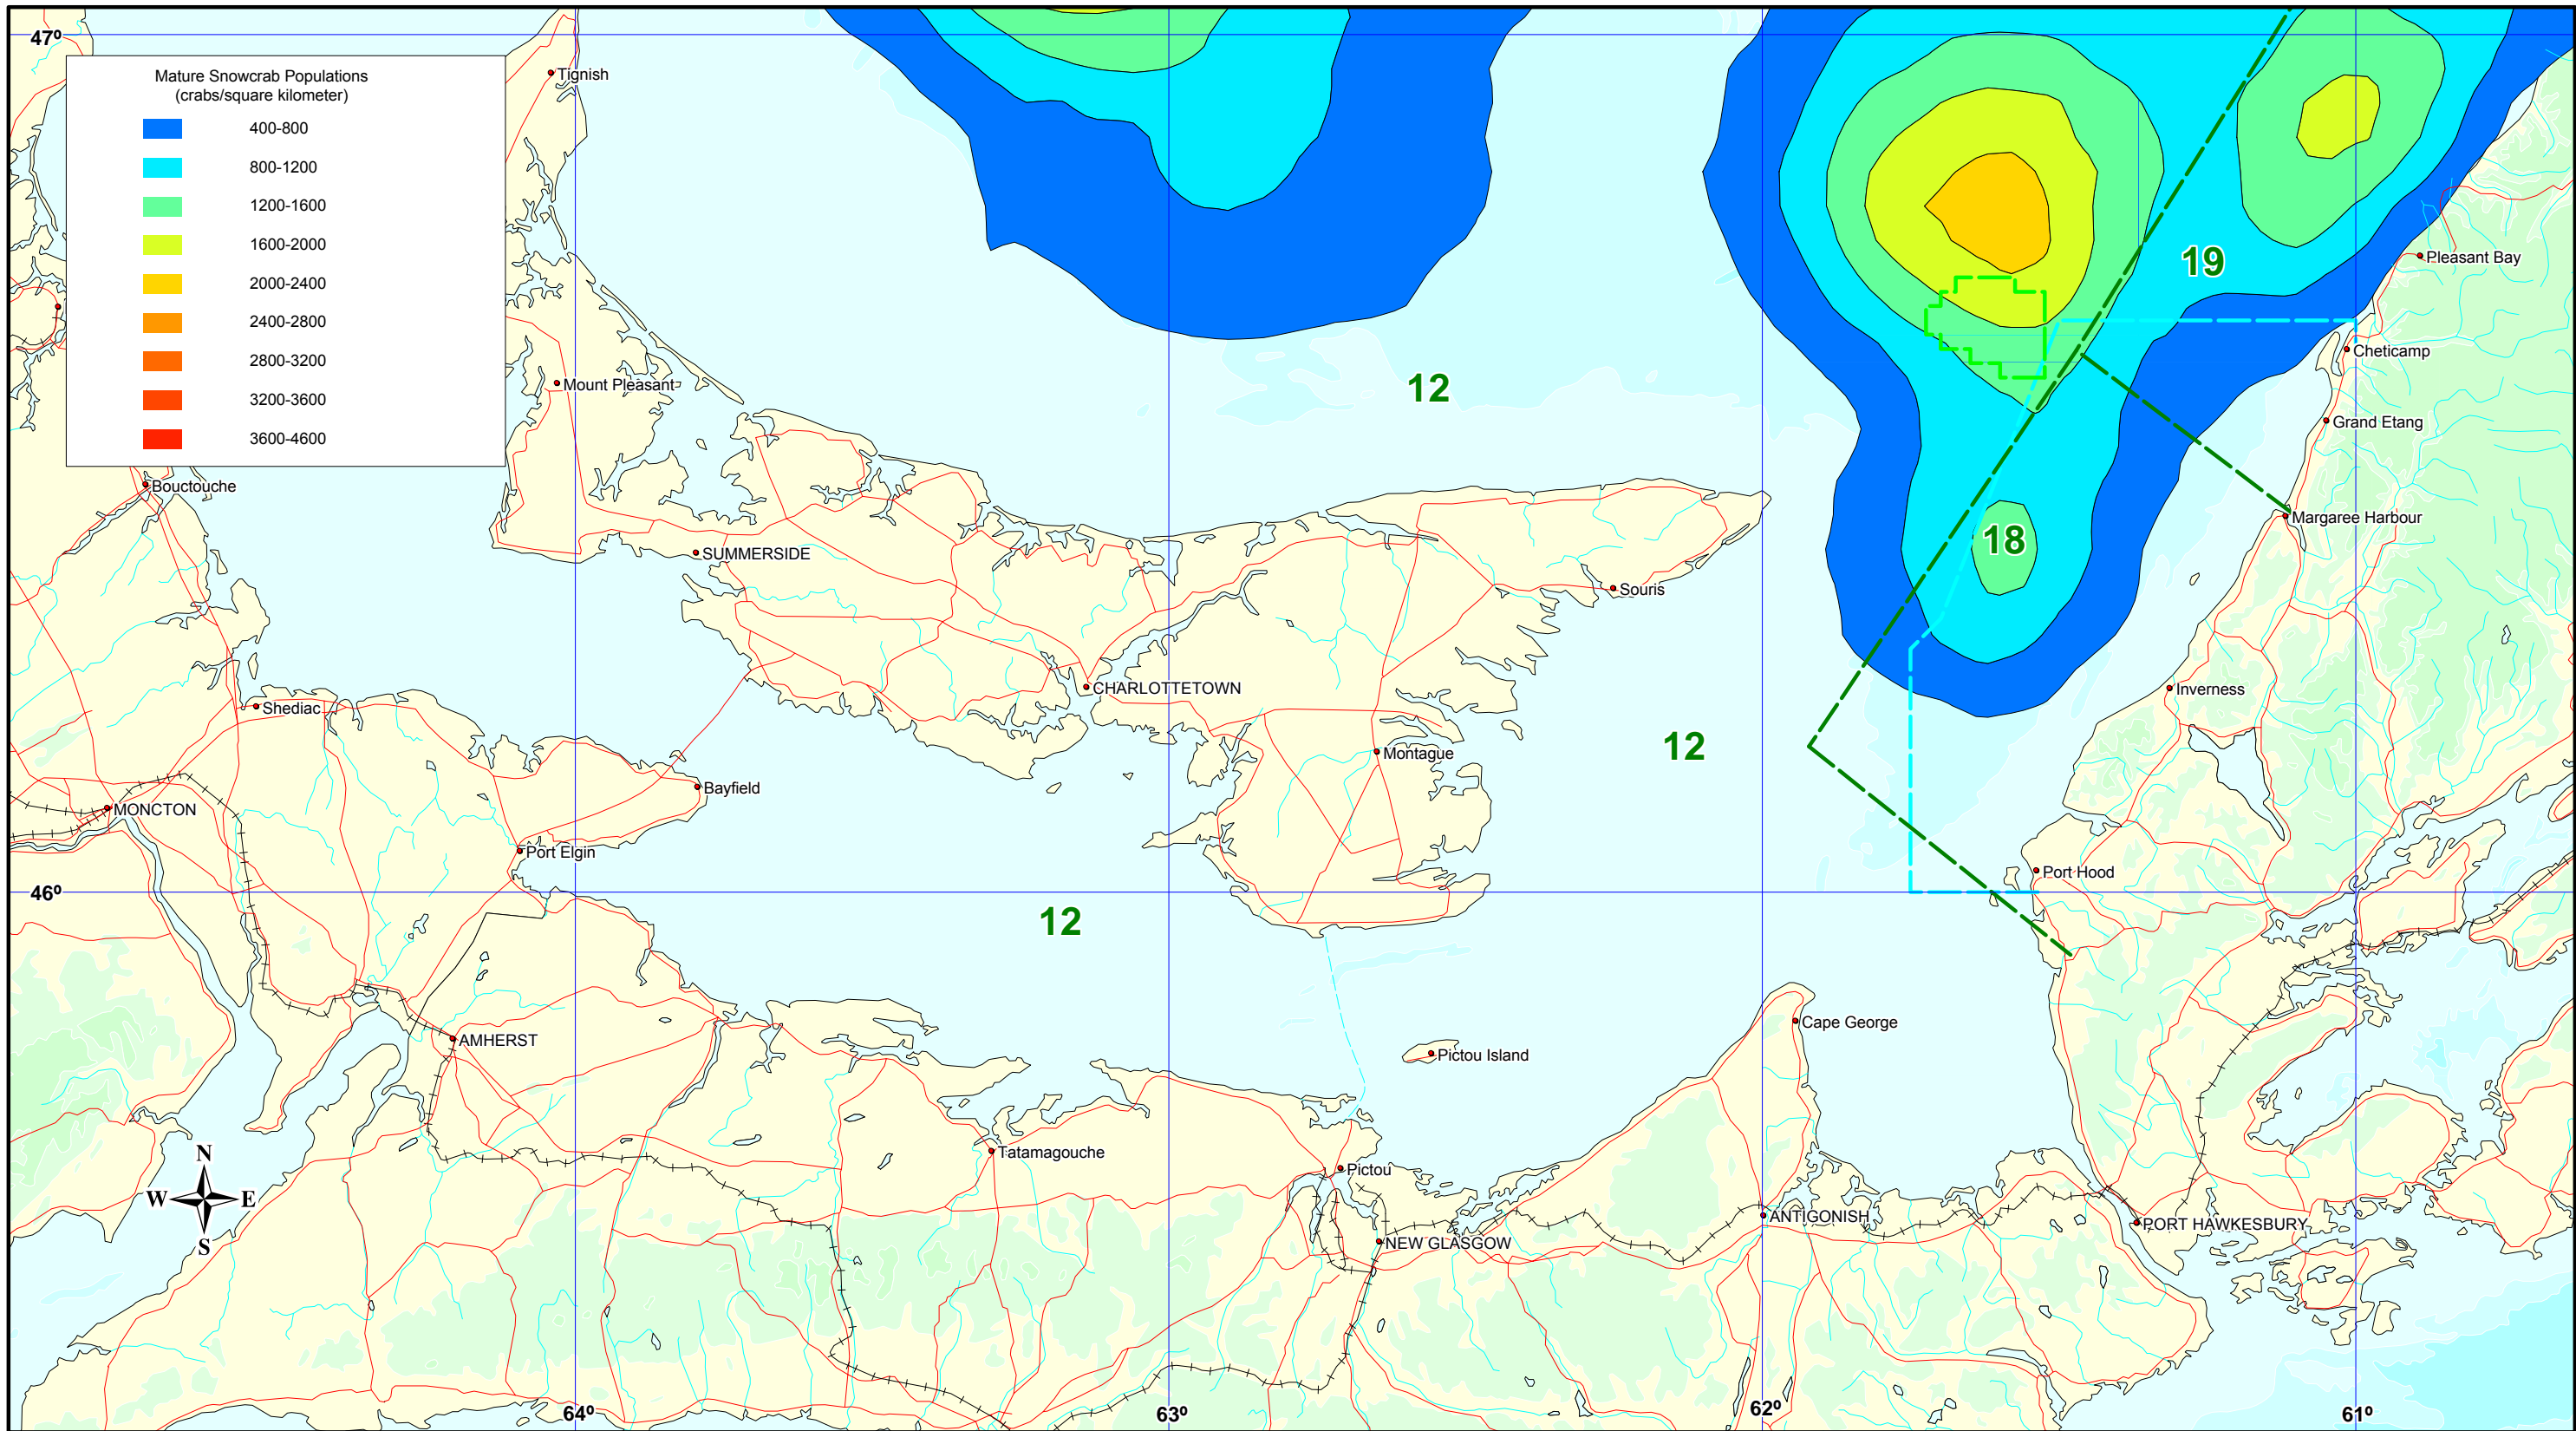 47º
Mature Snowcrab Populations
(crabs/square kilometer)
400-800
800-1200
1200-1600
1600-2000
2000-2400
2400-2800
2800-3200
3200-3600
3600-4600
Tignish
19
Pleasant Bay
Cheticamp
12
Mount Pleasant
Grand Etang
Bouctouche
Margaree Harbour
18
SUMMERSIDE
Souris
CHARLOTTETOWN
Inverness
Shediac
12
Montague
Bayfield
MONCTON
Port Elgin
Port Hood
46º
12
Cape George
AMHERST
Pictou Island
Tatamagouche
N
W E
S
Pictou
ANTIGONISH
PORT HAWKESBURY
NEW GLASGOW
64º
63º
62º
61º